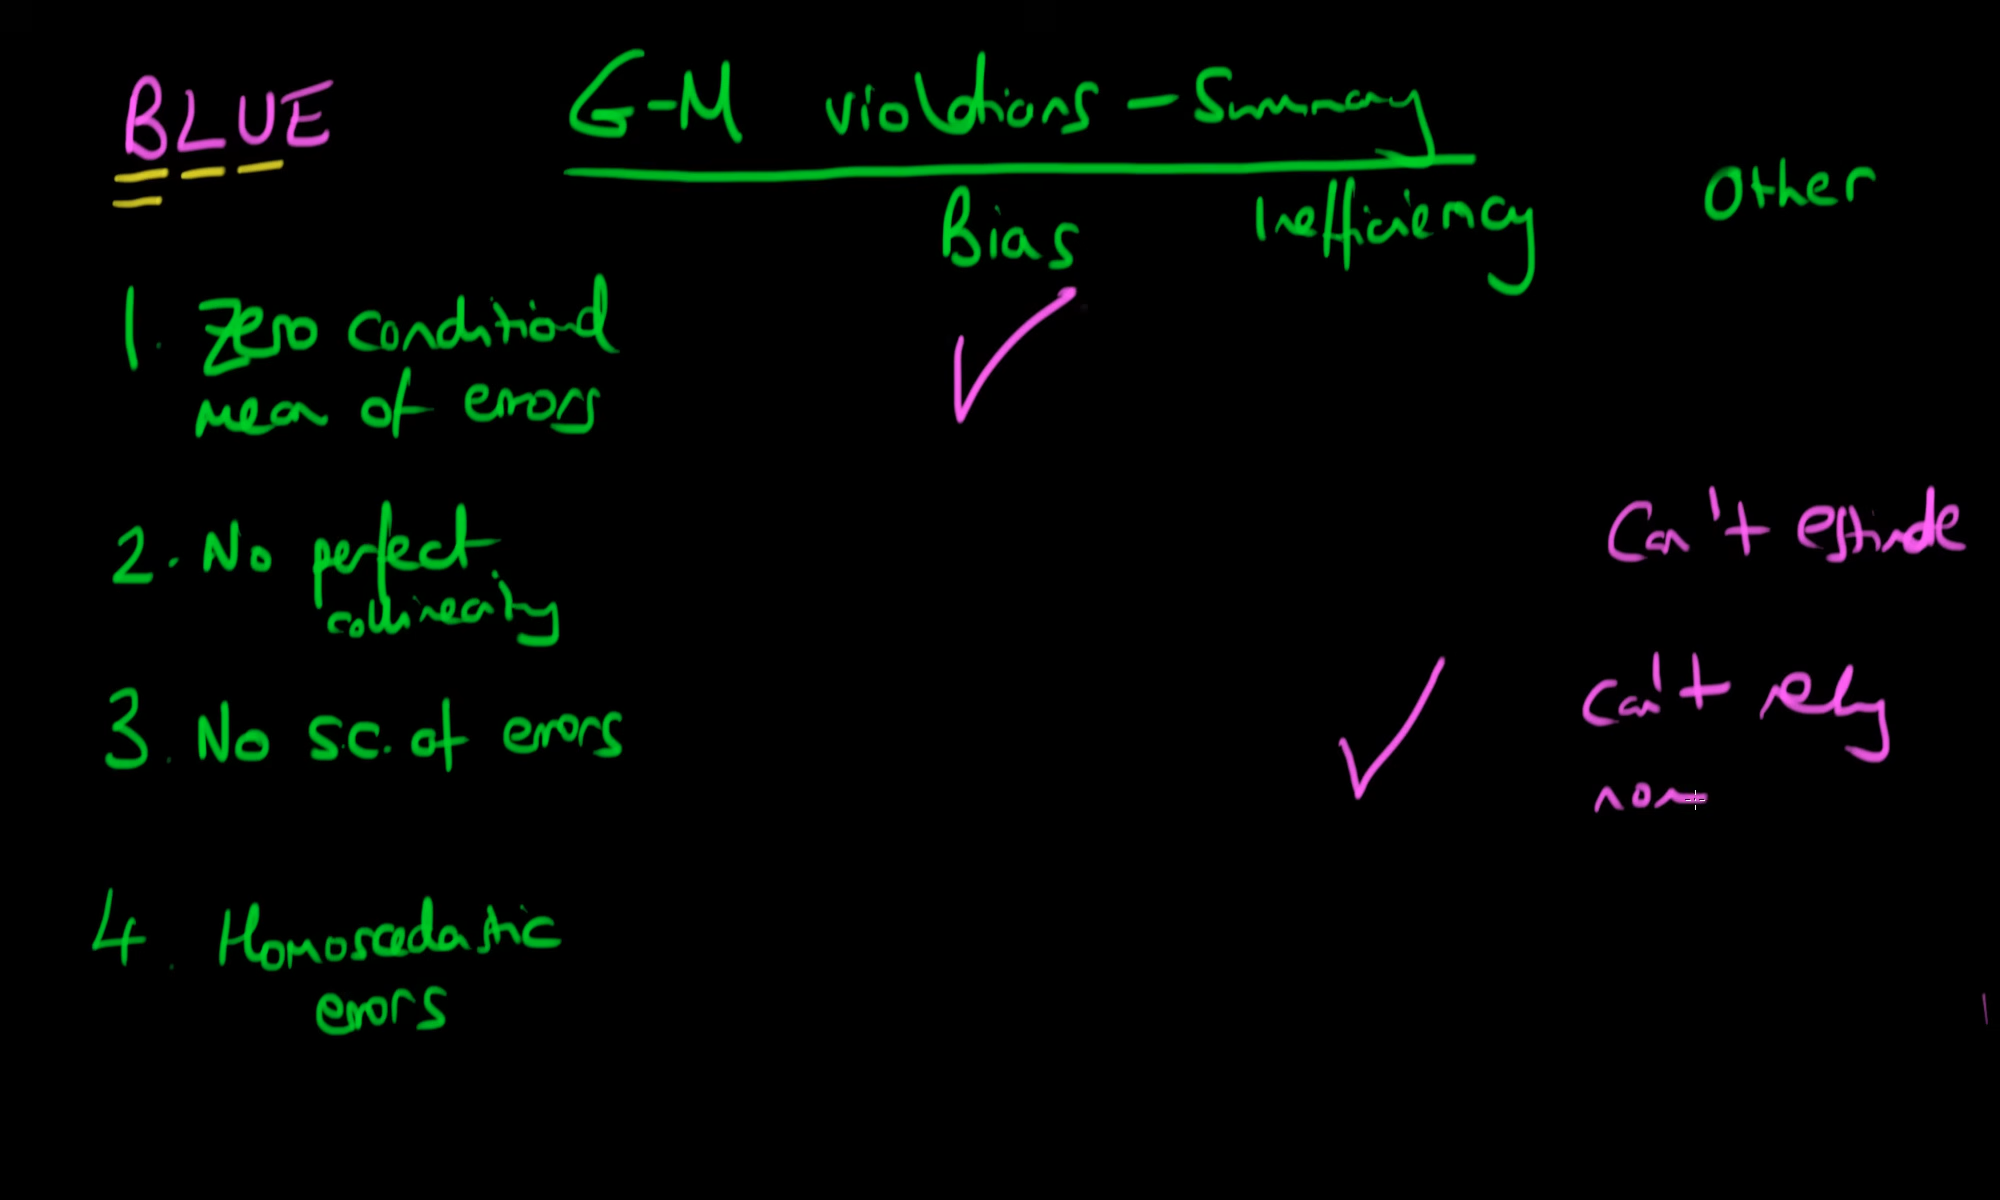 BLUE
G-M violations - Summary
Bias
Inefficiency
Other
1. Zero conditional
mean of errors
2. No perfect
collinearity
Can't estimate
3. No s.c. of errors
Can't rely
nor
4. Homoscedastic
errors